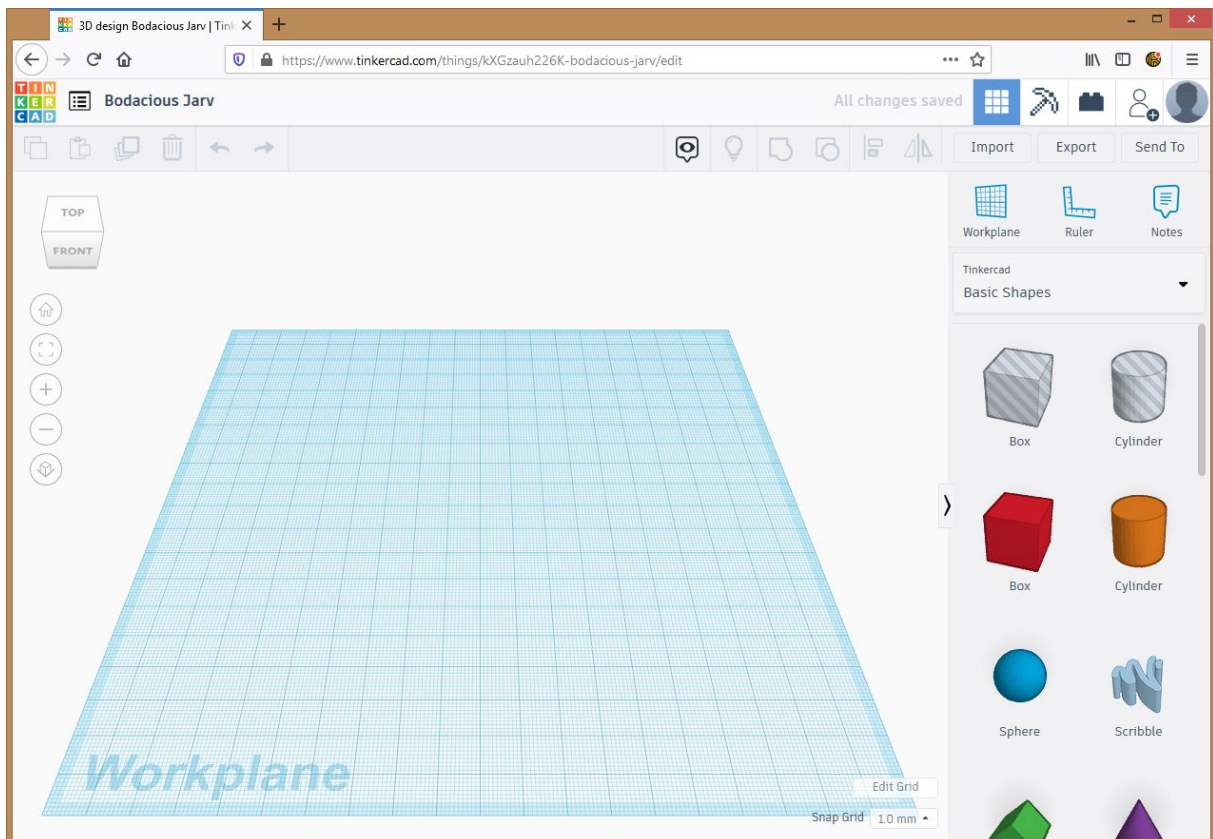 3D design Bodacious Jarv | Tink
https://www.tinkercad.com/things/kXGzauh226K-bodacious-jarv/edit
TIN
KER
CAD
Bodacious Jarv
All changes saved
Import Export Send To
TOP
FRONT
Workplane Ruler Notes
Tinkercad
Basic Shapes
Box Cylinder
Box Cylinder
Sphere Scribble
Workplane
Edit Grid
Snap Grid 1.0 mm